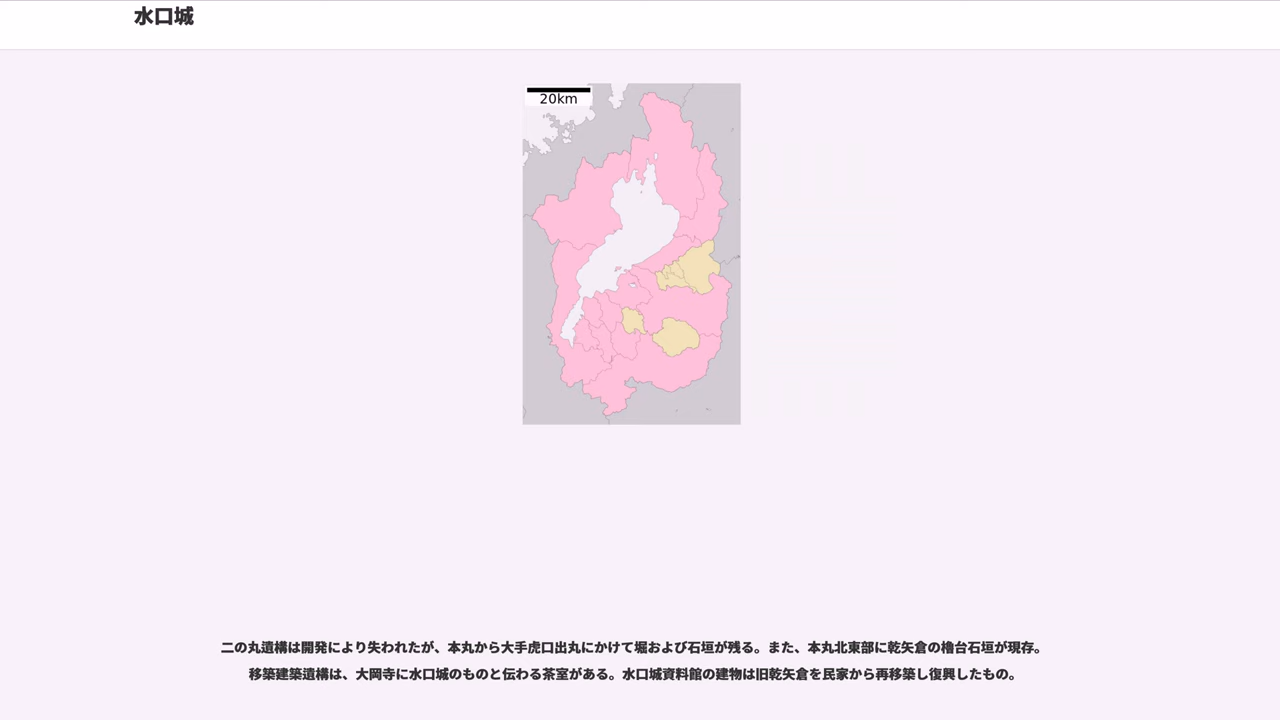 水口城
20km
二の丸遺構は開発により失われたが、本丸から大手虎口出丸にかけて堀および石垣が残る。また、本丸北東部に乾矢倉の櫓台石垣が現存。
移築建築遺構は、大岡寺に水口城のものと伝わる茶室がある。水口城資料館の建物は旧乾矢倉を民家から再移築し復興したもの。